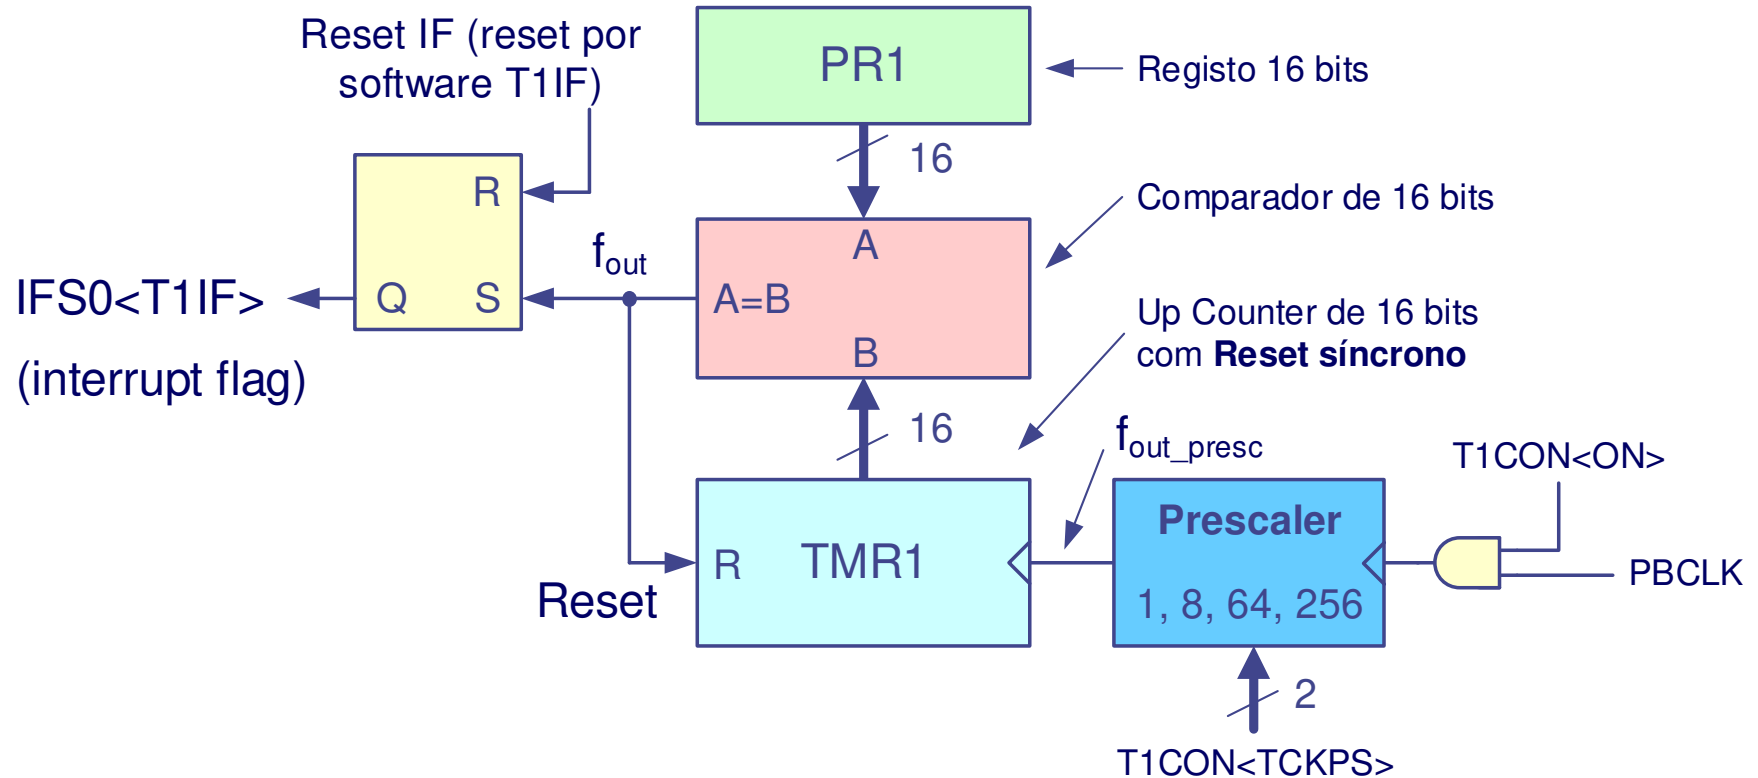 Reset IF (reset por
software T1IF)
PR1
Registo 16 bits
16
R
Comparador de 16 bits
A
fout
IFS0<T1IF>
Q
S
A=B
B
(interrupt flag)
Up Counter de 16 bits
com Reset síncrono
16
fout_presc
T1CON<ON>
Prescaler
R
TMR1
PBCLK
Reset
1, 8, 64, 256
2
T1CON<TCKPS>